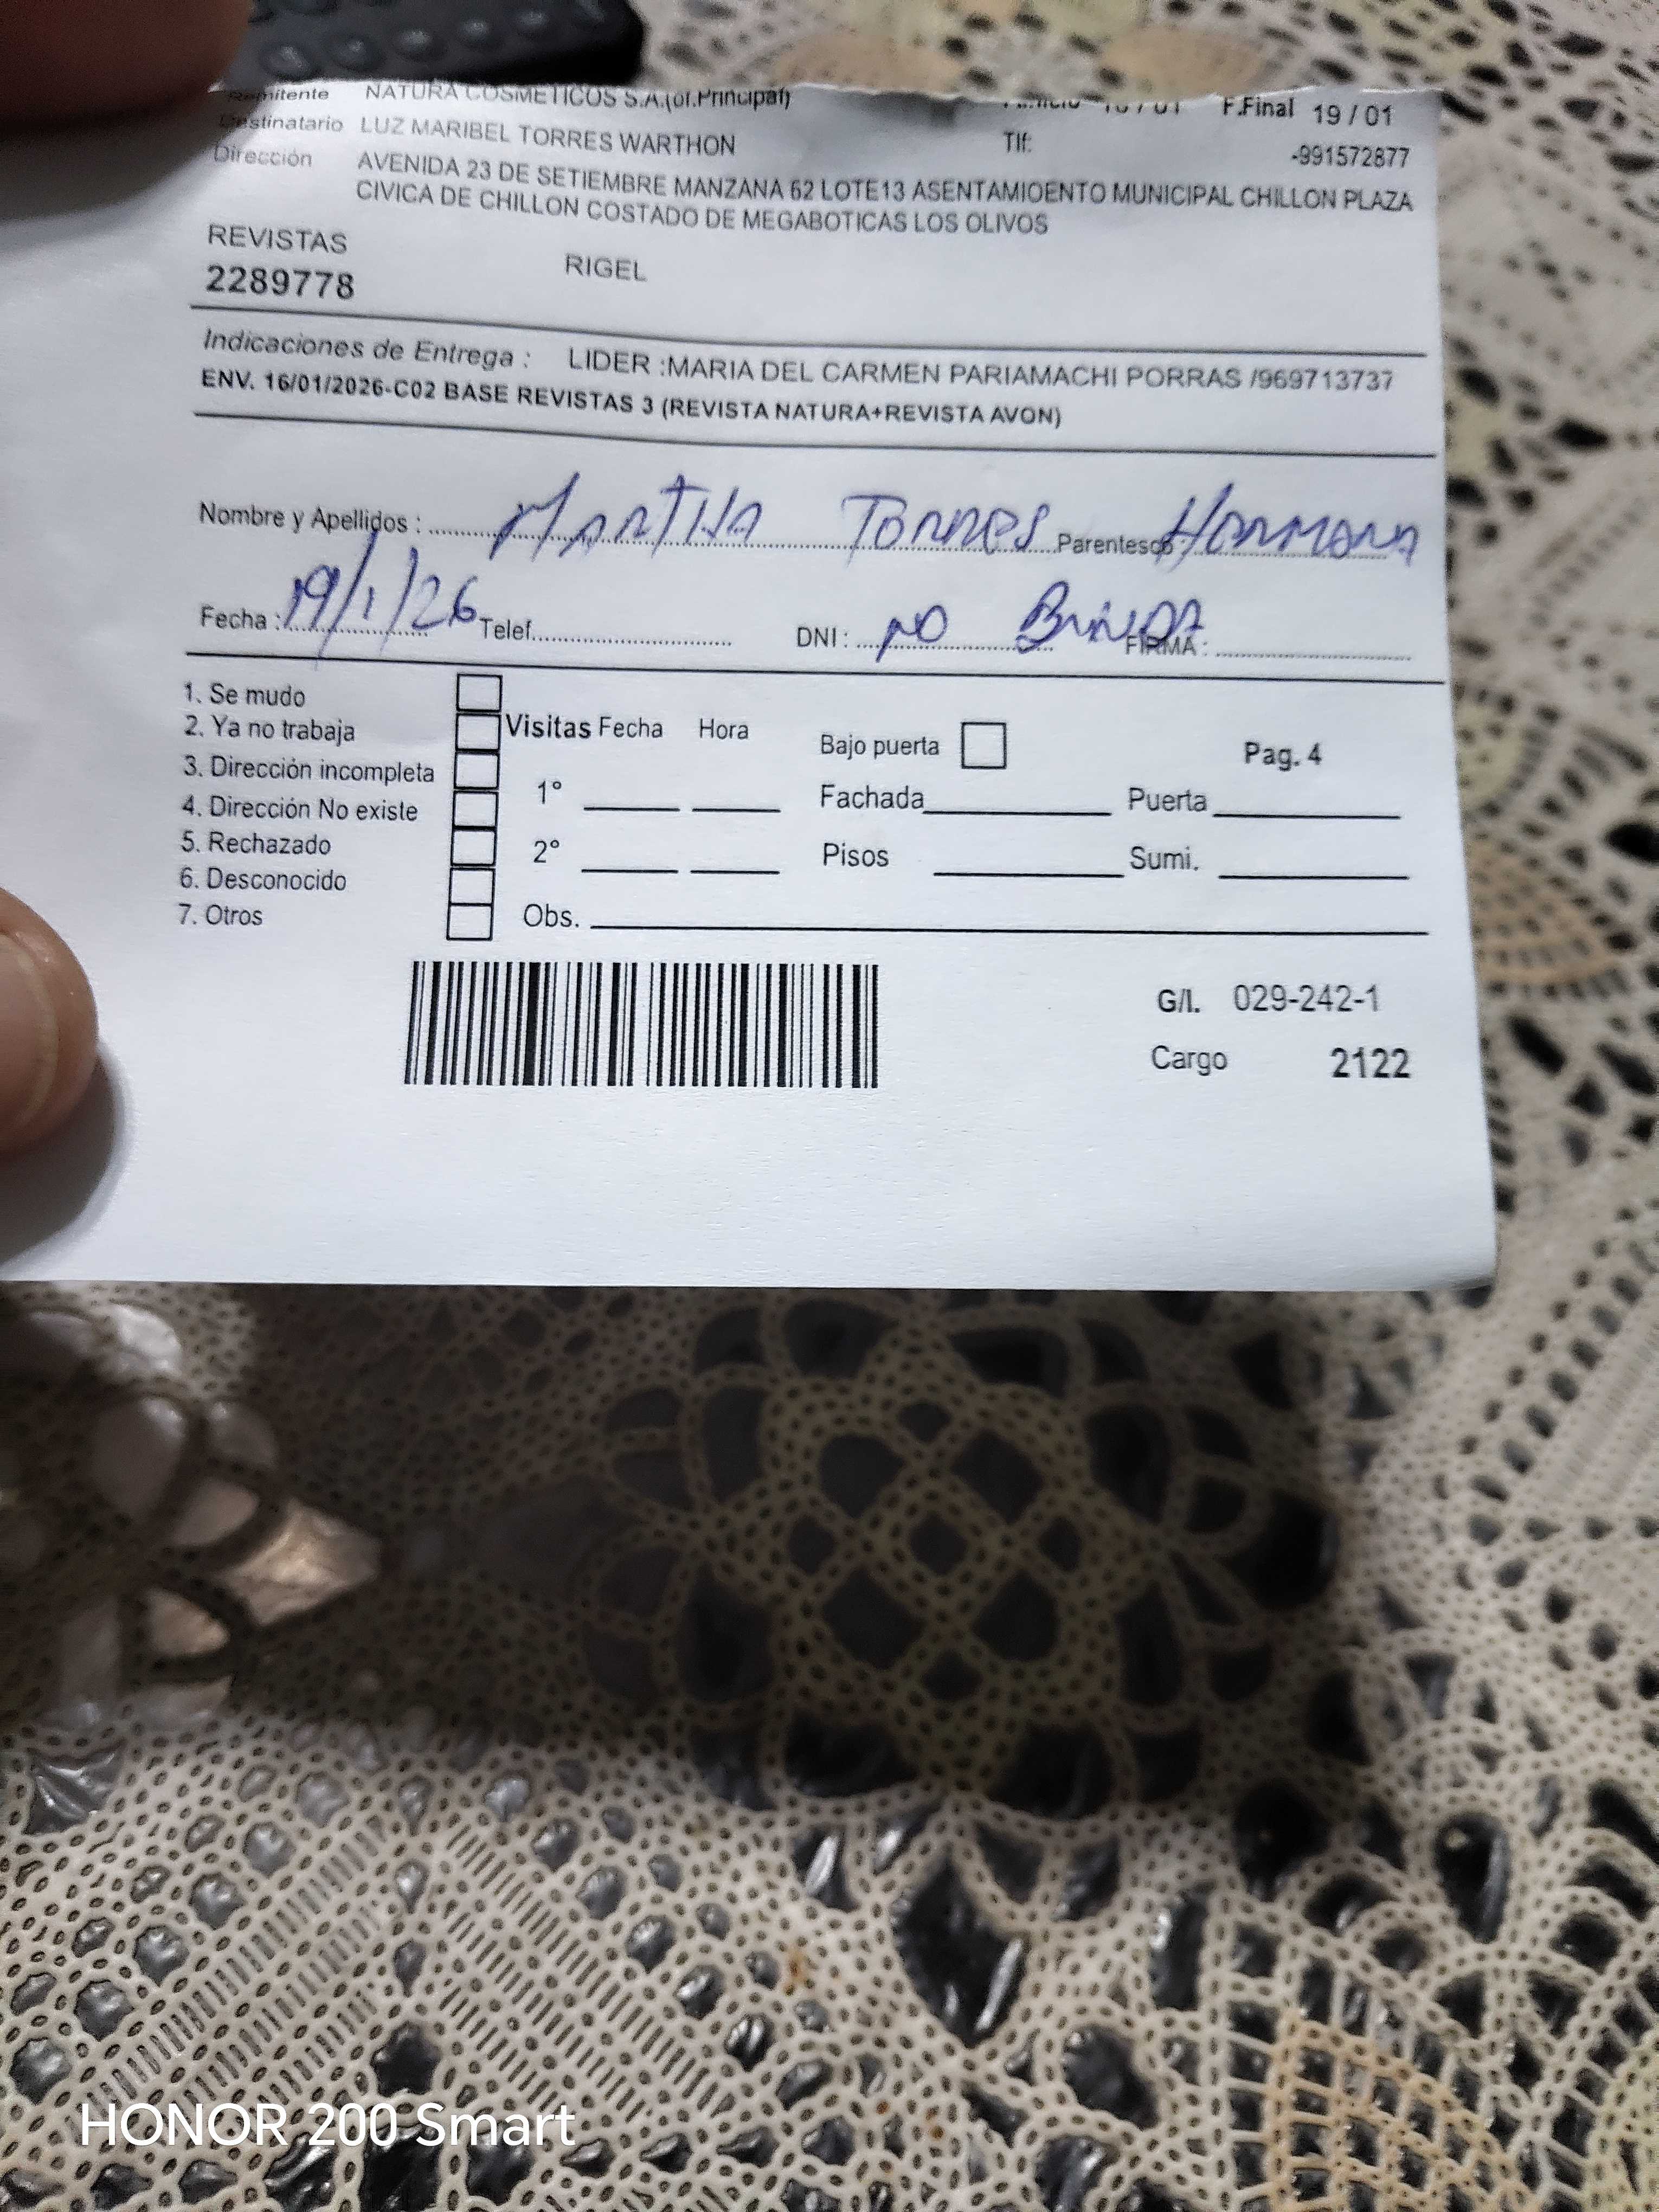 Remitente NATURA COSMETICOS S.A.(of.Principal) F.Final 19 / 01
Destinatario LUZ MARIBEL TORRES WARTHON Tlf: -991572877
Dirección AVENIDA 23 DE SETIEMBRE MANZANA 62 LOTE13 ASENTAMIOENTO MUNICIPAL CHILLON PLAZA
CIVICA DE CHILLON COSTADO DE MEGABOTICAS LOS OLIVOS
REVISTAS RIGEL
2289778
Indicaciones de Entrega : LIDER :MARIA DEL CARMEN PARIAMACHI PORRAS /969713737
ENV. 16/01/2026-C02 BASE REVISTAS 3 (REVISTA NATURA+REVISTA AVON)
Nombre y Apellidos : Martha Torres Parentesco Hermana
Fecha : 19/1/26 Telef. DNI : NO Brinda FIRMA :
1. Se mudo
2. Ya no trabaja Visitas Fecha Hora Bajo puerta Pag. 4
3. Dirección incompleta 1° Fachada Puerta
4. Dirección No existe
5. Rechazado 2° Pisos Sumi.
6. Desconocido
7. Otros Obs.
G/I. 029-242-1
Cargo 2122
HONOR 200 Smart